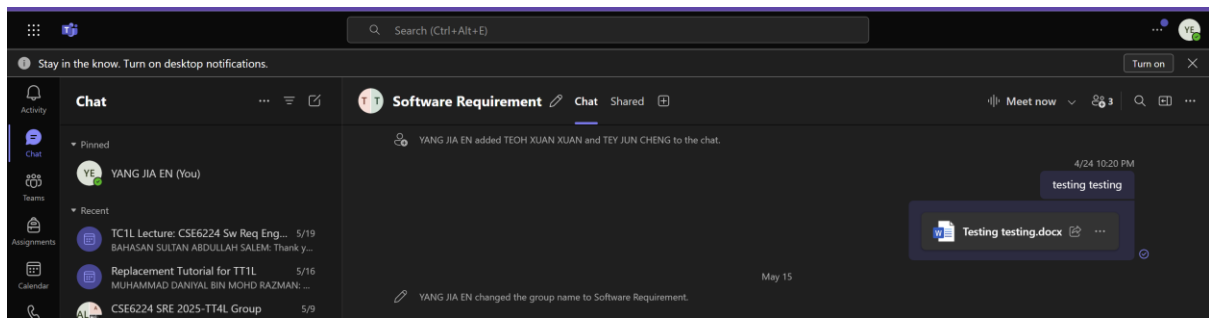 Search (Ctrl+Alt+E)
YE
Stay in the know. Turn on desktop notifications.
Turn on
Activity
Chat
Teams
Assignments
Calendar
Chat
Pinned
YE
YANG JIA EN (You)
Recent
TC1L Lecture: CSE6224 Sw Req Eng... 5/19
BAHASAN SULTAN ABDULLAH SALEM: Thank y...
Replacement Tutorial for TT1L 5/16
MUHAMMAD DANIYAL BIN MOHD RAZMAN: ...
AL
CSE6224 SRE 2025-TT4L Group 5/9
T T
Software Requirement Chat Shared
Meet now
3
YANG JIA EN added TEOH XUAN XUAN and TEY JUN CHENG to the chat.
4/24 10:20 PM
testing testing
Testing testing.docx
May 15
YANG JIA EN changed the group name to Software Requirement.